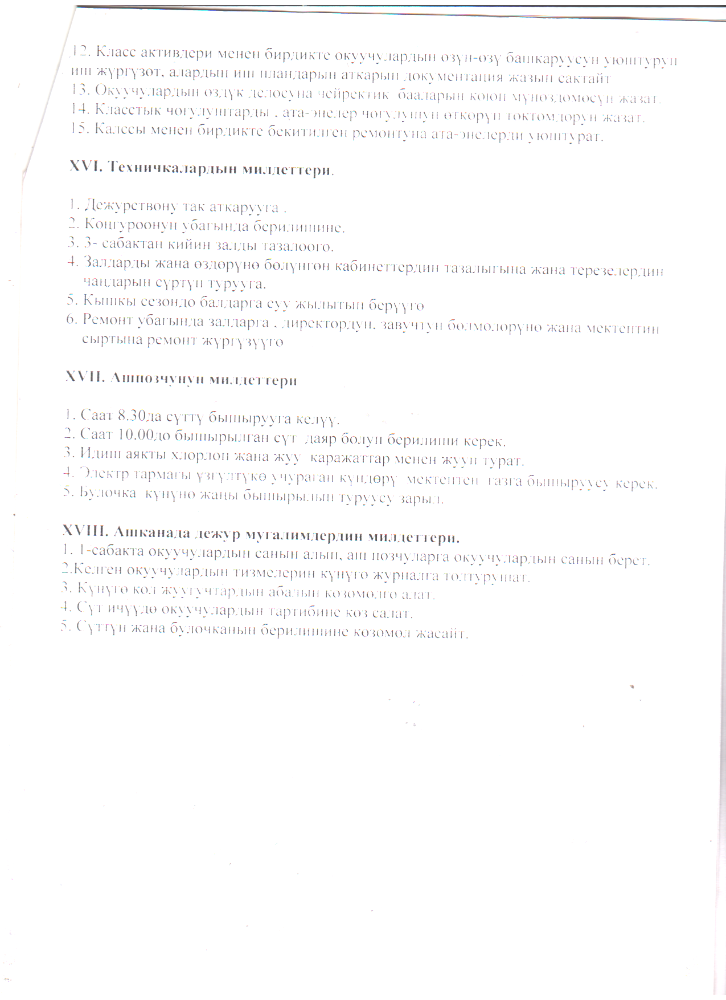 12. Класс активдери менен бирдикте окуучулардын өзүн-өзү башкаруусун уюштуруп
иш жүргүзөт, алардын иш пландарын аткарып документация жазып сактайт
13. Окуучулардын өздүк делосуна чейректик бааларын коюп мүнөздөмөсүн жазат.
14. Класстык чогулуштарды , ата-энелер чогулушун өткөрүп токтомдорун жазат.
15. Калссы менен бирдикте бекитилген ремонтуна ата-энелерди уюштурат.
XVI. Техничкалардын милдеттери.
1. Дежурствону так аткарууга .
2. Коңгуроонун убагында берилишине.
3. 3- сабактан кийин залды тазалоого.
4. Залдарды жана өздөрүнө бөлүнгөн кабинеттердин тазалыгына жана терезелердин
чаңдарын сүртүп турууга.
5. Кышкы сезондо балдарга суу жылытып берүүгө
6. Ремонт убагында залдарга , директордун, завучтун бөлмөлөрүнө жана мектептин
сыртына ремонт жүргүзүүгө
XVII. Ашпозчунун милдеттери
1. Саат 8.30да сүттү бышырууга келүү.
2. Саат 10.00до бышырылган сүт даяр болуп берилиши керек.
3. Идиш аякты хлорлоп жана жуу каражаттар менен жууп турат.
4. Электр тармагы үзгүлтүкө учураган күндөрү мектептен газга бышыруусу керек.
5. Булочка күнүнө жаңы бышырылып туруусу зарыл.
XVIII. Ашканада дежур мугалимдердин милдеттери.
1. 1-сабакта окуучулардын санын алып, аш позчуларга окуучулардын санын берет.
2.Келген окуучулардын тизмелерин күнүгө журналга толтурушат.
3. Күнүгө кол жуугучтардын абалын көзөмөлгө алат.
4. Сүт ичүүдө окуучулардын тартибине көз салат.
5. Сүттүн жана булочканын берилишине көзөмөл жасайт.